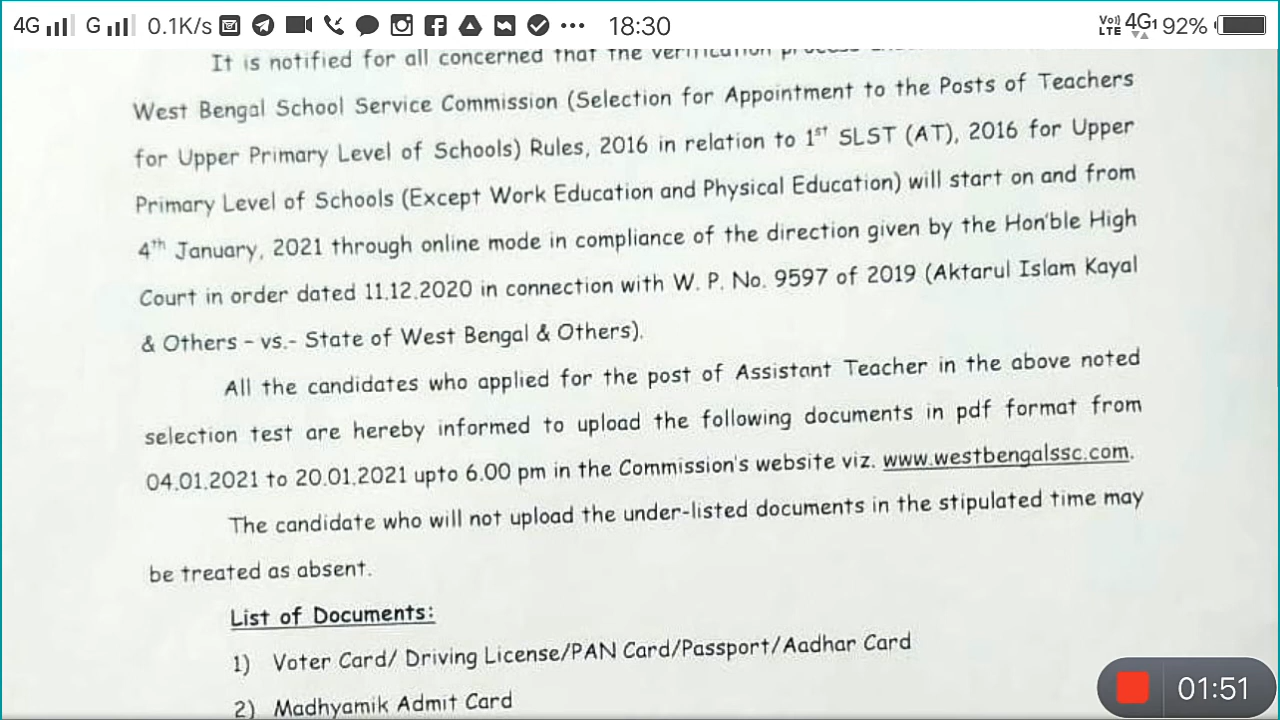 4G G 0.1K/s 18:30 Vo)) LTE 4G1 92%
It is notified for all concerned that the verification process
West Bengal School Service Commission (Selection for Appointment to the Posts of Teachers
for Upper Primary Level of Schools) Rules, 2016 in relation to 1st SLST (AT), 2016 for Upper
Primary Level of Schools (Except Work Education and Physical Education) will start on and from
4th January, 2021 through online mode in compliance of the direction given by the Hon'ble High
Court in order dated 11.12.2020 in connection with W. P. No. 9597 of 2019 (Aktarul Islam Kayal
& Others – vs.- State of West Bengal & Others).
All the candidates who applied for the post of Assistant Teacher in the above noted
selection test are hereby informed to upload the following documents in pdf format from
04.01.2021 to 20.01.2021 upto 6.00 pm in the Commission's website viz. www.westbengalssc.com.
The candidate who will not upload the under-listed documents in the stipulated time may
be treated as absent.
List of Documents:
1) Voter Card/ Driving License/PAN Card/Passport/Aadhar Card
2) Madhyamik Admit Card
01:51